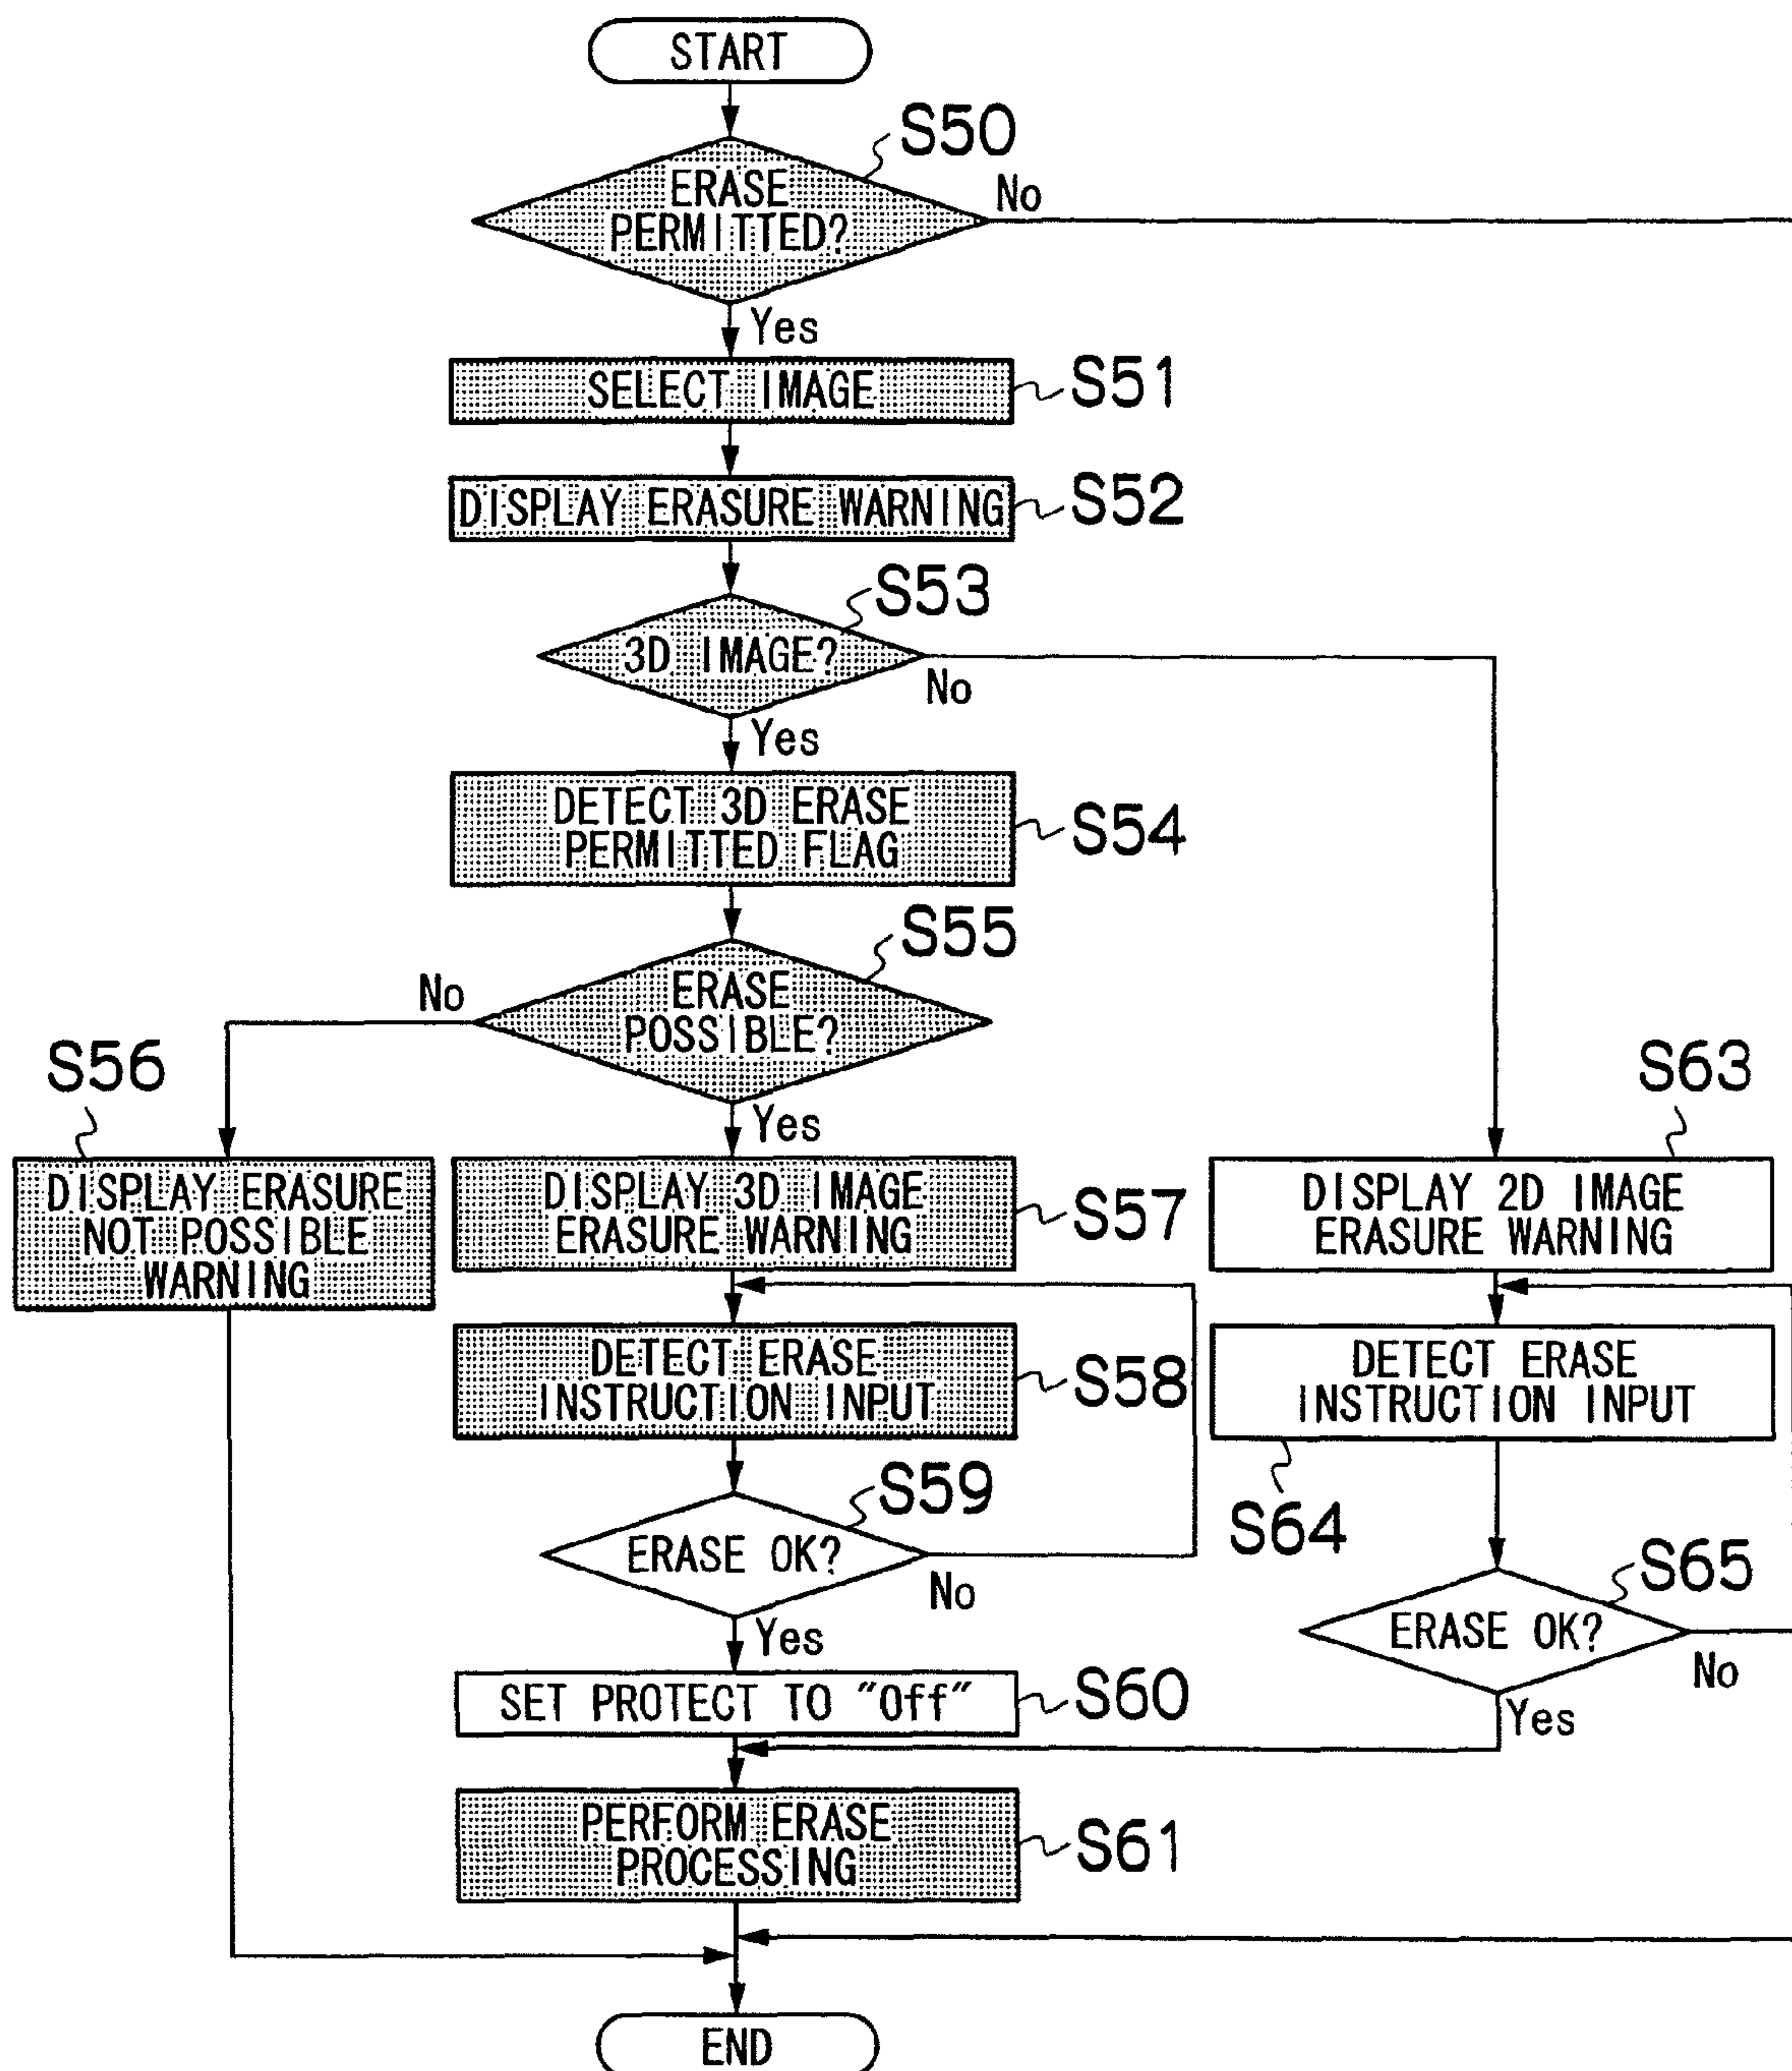 START
S50
ERASE
PERMITTED?
No
Yes
SELECT IMAGE
S51
DISPLAY ERASURE WARNING
S52
S53
3D IMAGE?
No
Yes
DETECT 3D ERASE
PERMITTED FLAG
S54
S55
ERASE
POSSIBLE?
No
Yes
S56
DISPLAY ERASURE
NOT POSSIBLE
WARNING
DISPLAY 3D IMAGE
ERASURE WARNING
S57
S63
DISPLAY 2D IMAGE
ERASURE WARNING
DETECT ERASE
INSTRUCTION INPUT
S58
DETECT ERASE
INSTRUCTION INPUT
S64
S59
ERASE OK?
No
Yes
S65
ERASE OK?
No
Yes
SET PROTECT TO "Off"
S60
PERFORM ERASE
PROCESSING
S61
END